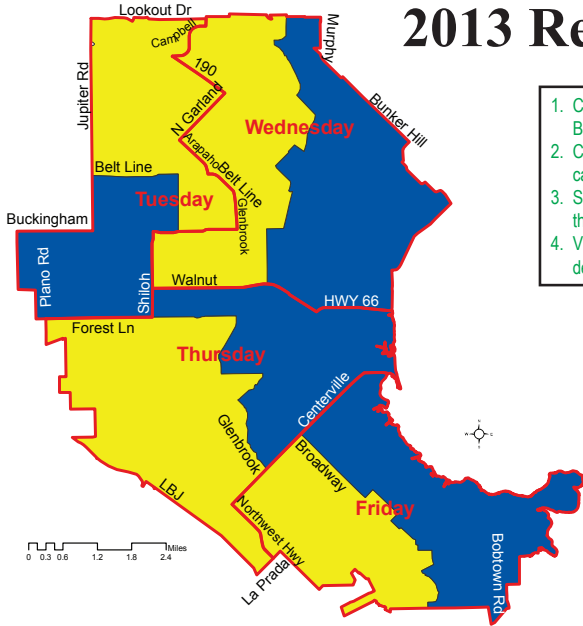 2013 Re
1. C
B
2. C
ca
3. S
th
4. V
de
Lookout Dr
Campbell
Murphy
190
Jupiter Rd
N Garland
Bunker Hill
Wednesday
Arapaho
Belt Line
Belt Line
Tuesday
Glenbrook
Buckingham
Plano Rd
Shiloh
Walnut
HWY 66
Forest Ln
Thursday
Centerville
Glenbrook
Broadway
N
W E
S
LBJ
Northwest Hwy
Friday
La Prada
Bobtown Rd
0 0.3 0.6 1.2 1.8 2.4 Miles